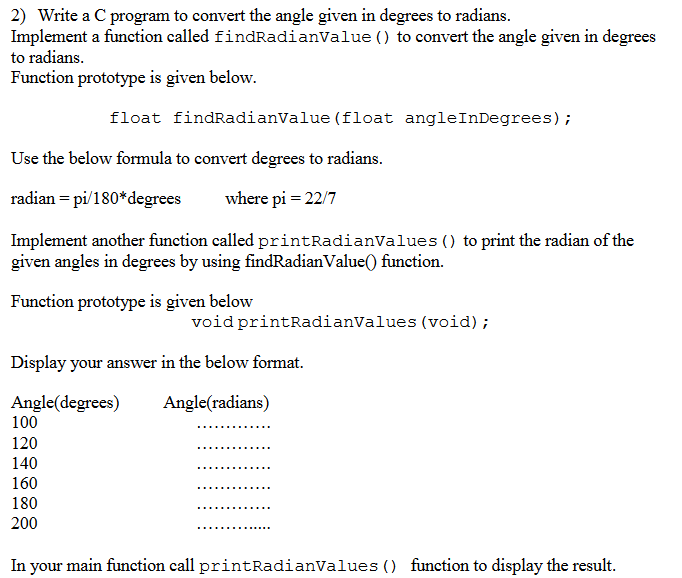 2) Write a C program to convert the angle given in degrees to radians.
Implement a function called findRadianValue() to convert the angle given in degrees
to radians.
Function prototype is given below.
float findRadianValue(float angleInDegrees);
Use the below formula to convert degrees to radians.
radian = pi/180*degrees where pi = 22/7
Implement another function called printRadianValues() to print the radian of the
given angles in degrees by using findRadianValue() function.
Function prototype is given below
void printRadianValues(void);
Display your answer in the below format.
Angle(degrees) Angle(radians)
100 .............
120 .............
140 .............
160 .............
180 .............
200 .............
In your main function call printRadianValues() function to display the result.